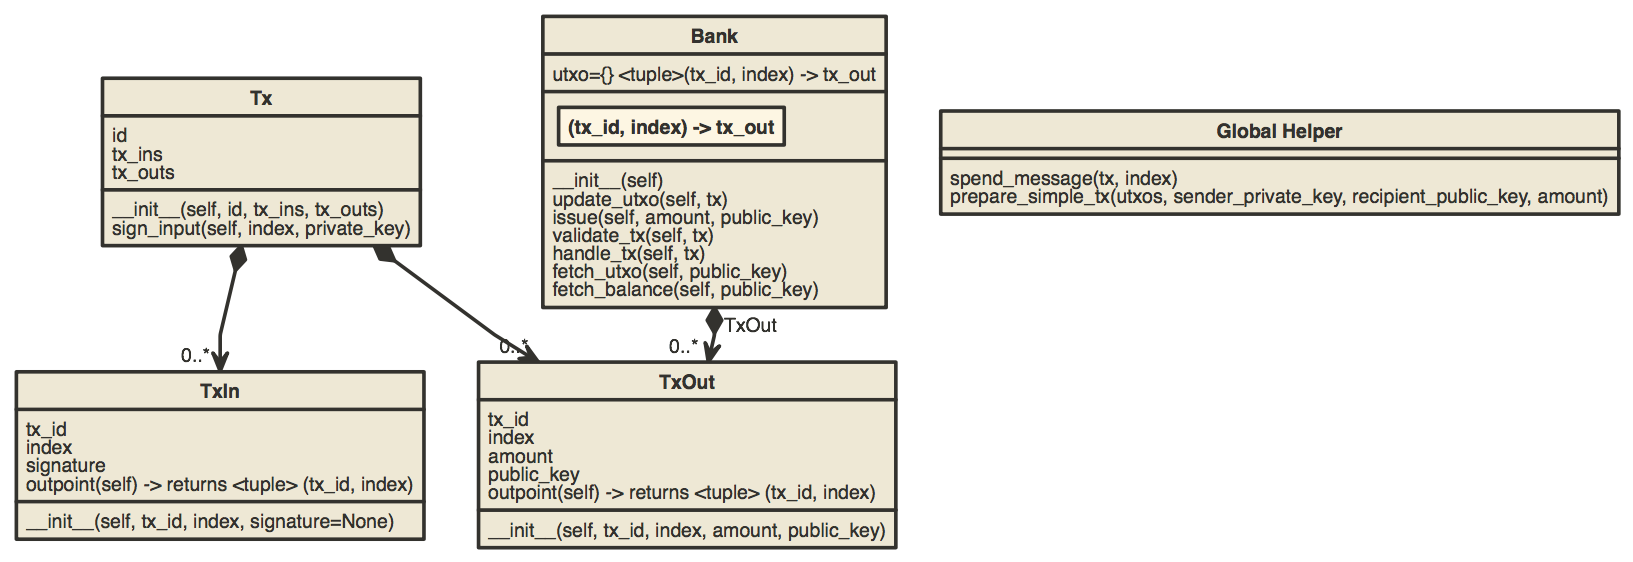 Tx
id
tx_ins
tx_outs
__init__(self, id, tx_ins, tx_outs)
sign_input(self, index, private_key)
Bank
utxo={} <tuple>(tx_id, index) -> tx_out
(tx_id, index) -> tx_out
__init__(self)
update_utxo(self, tx)
issue(self, amount, public_key)
validate_tx(self, tx)
handle_tx(self, tx)
fetch_utxo(self, public_key)
fetch_balance(self, public_key)
Global Helper
spend_message(tx, index)
prepare_simple_tx(utxos, sender_private_key, recipient_public_key, amount)
TxOut
0..*
0..*
0..*
TxIn
tx_id
index
signature
outpoint(self) -> returns <tuple> (tx_id, index)
__init__(self, tx_id, index, signature=None)
TxOut
tx_id
index
amount
public_key
outpoint(self) -> returns <tuple> (tx_id, index)
__init__(self, tx_id, index, amount, public_key)